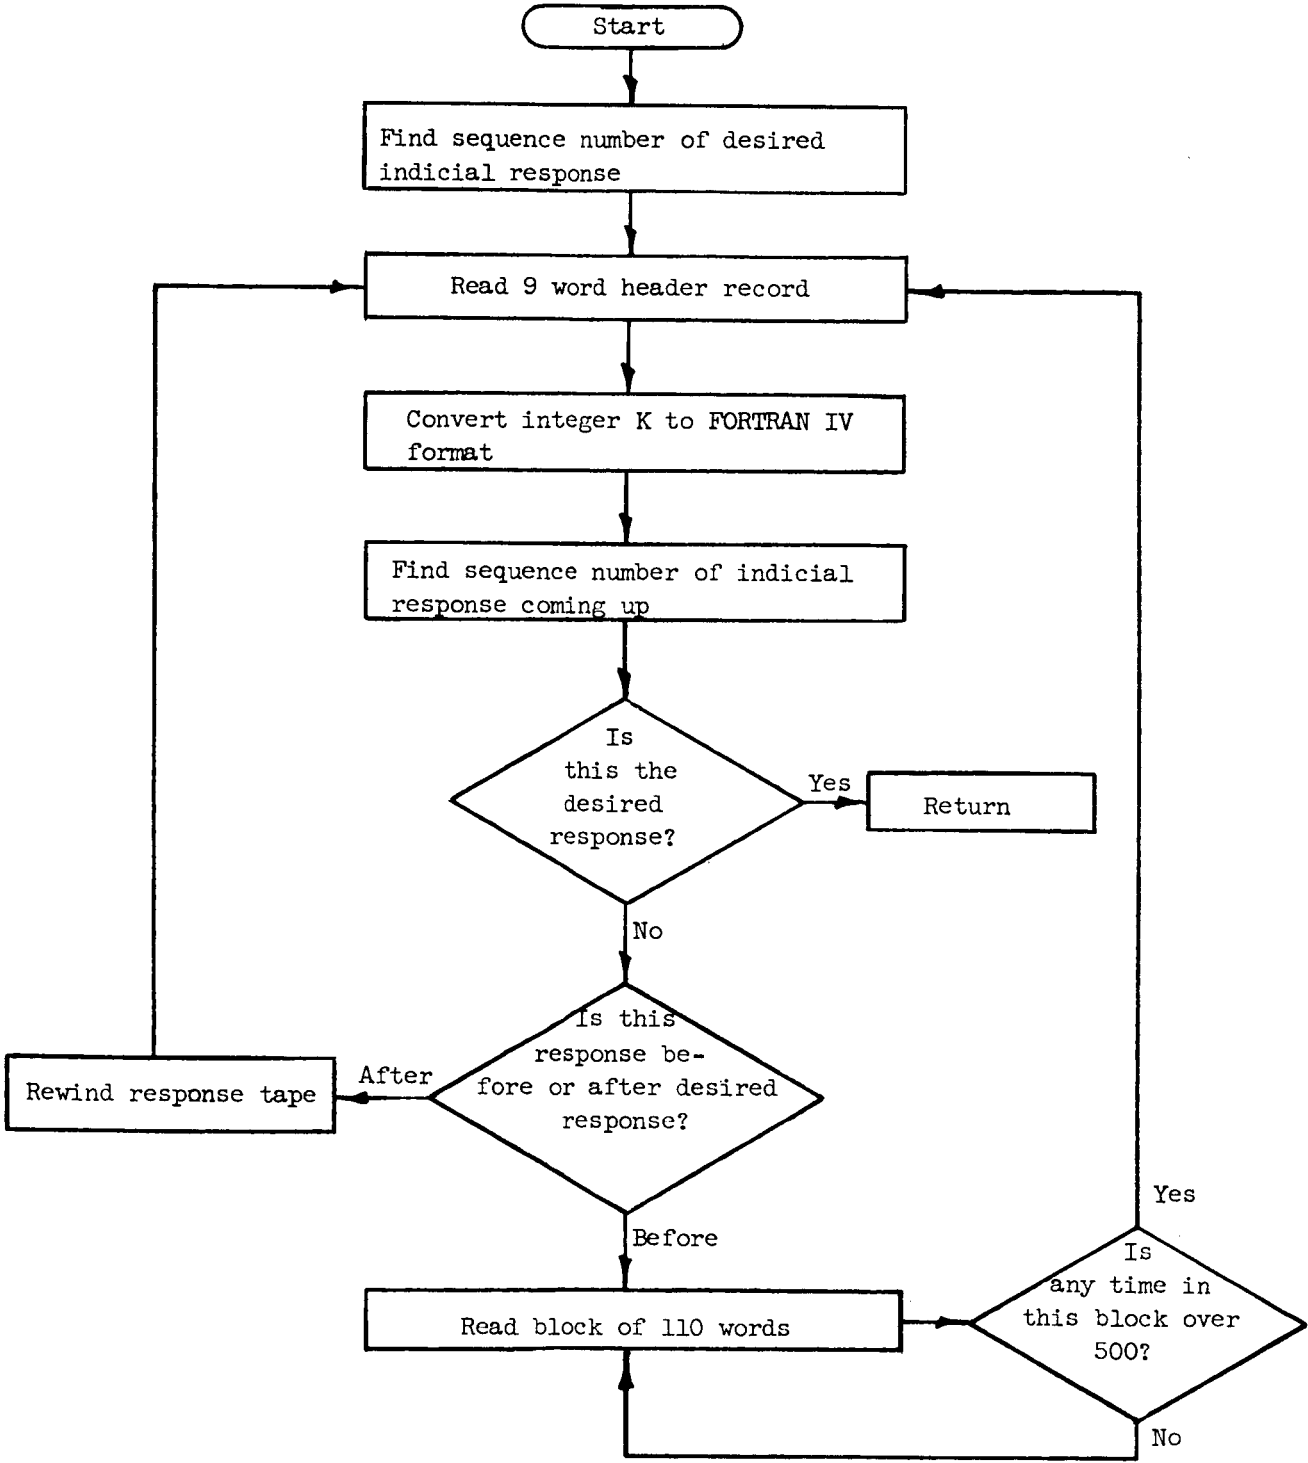 Start
Find sequence number of desired
indicial response
Read 9 word header record
Convert integer K to FORTRAN IV
format
Find sequence number of indicial
response coming up
Is
this the
desired
response?
Yes
Return
No
Is this
response be-
fore or after desired
response?
After
Rewind response tape
Before
Read block of 110 words
Yes
Is
any time in
this block over
500?
No